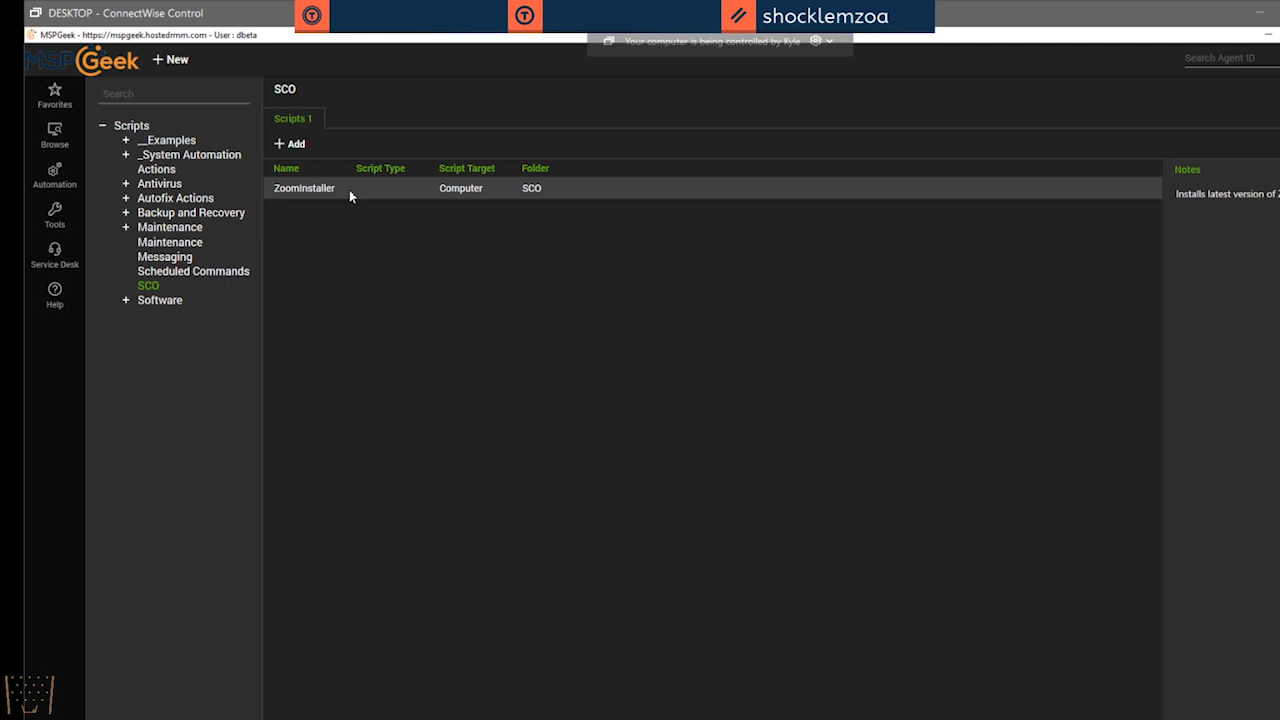 DESKTOP - ConnectWise Control
shocklemzoa
MSPGeek - https://mspgeek.hostedrmm.com - User : dbeta
Your computer is being controlled by Kyle
MSPGeek
+ New
Search Agent ID
Favorites
Browse
Automation
Tools
Service Desk
Help
Search
Scripts
__Examples
_System Automation
Actions
Antivirus
Autofix Actions
Backup and Recovery
Maintenance
Maintenance
Messaging
Scheduled Commands
SCO
Software
SCO
Scripts 1
+ Add
Name Script Type Script Target Folder
ZoomInstaller Computer SCO
Notes
Installs latest version of